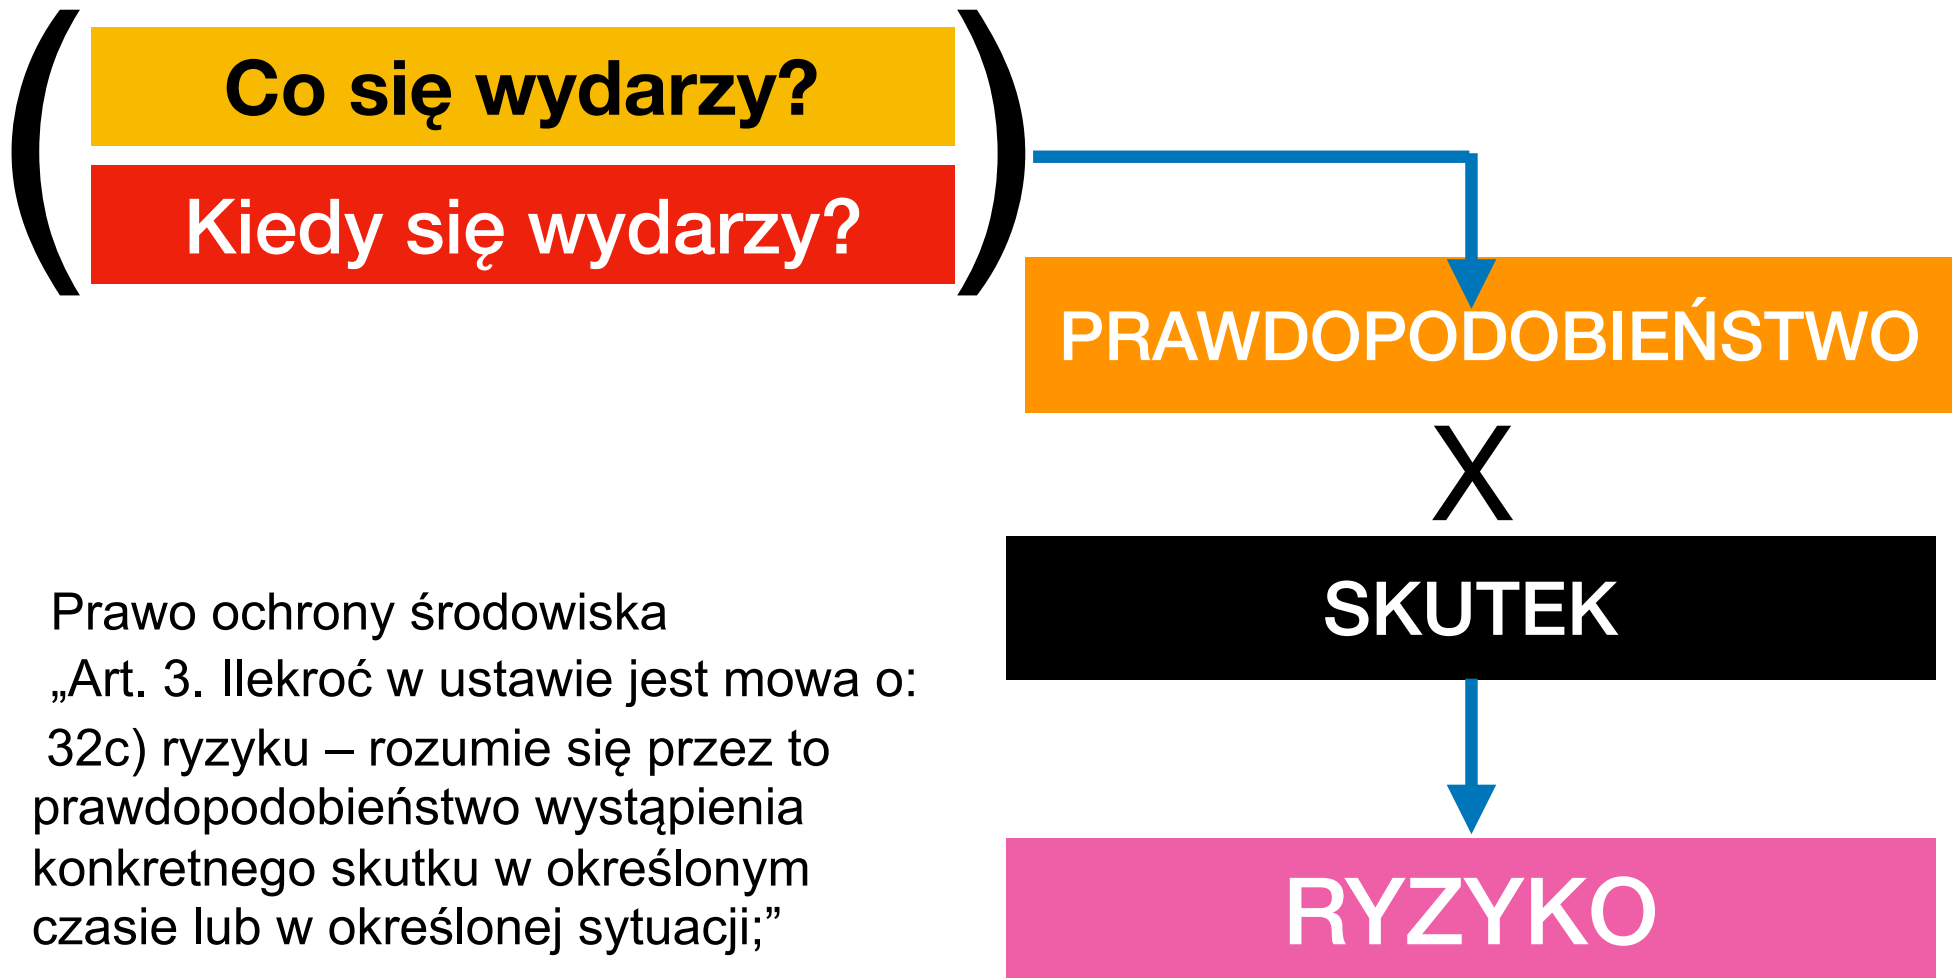 Co się wydarzy?
Kiedy się wydarzy?
PRAWDOPODOBIEŃSTWO
X
SKUTEK
RYZYKO
Prawo ochrony środowiska
„Art. 3. Ilekroć w ustawie jest mowa o:
32c) ryzyku – rozumie się przez to
prawdopodobieństwo wystąpienia
konkretnego skutku w określonym
czasie lub w określonej sytuacji;”